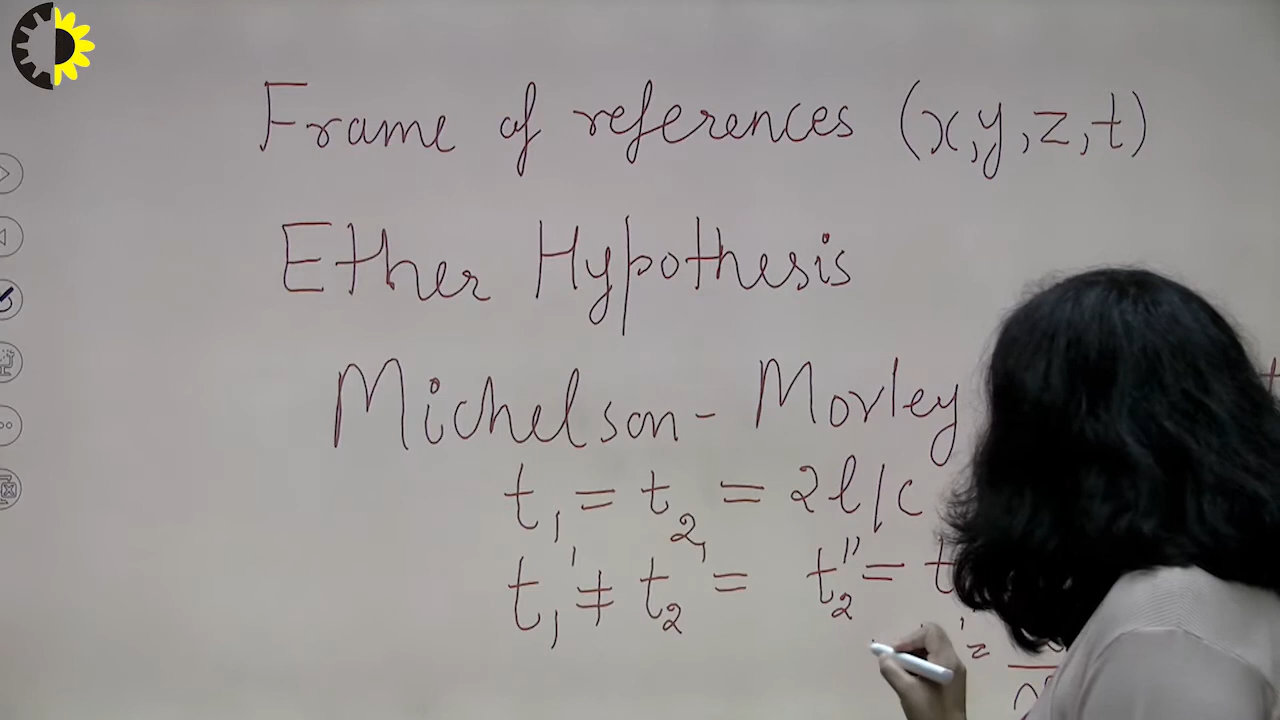 Frame of references (x,y,z,t)
Ether Hypothesis
Michelson - Morley
t₁ = t₂ = 2l/c
t₁' ≠ t₂' = t₂'' = t